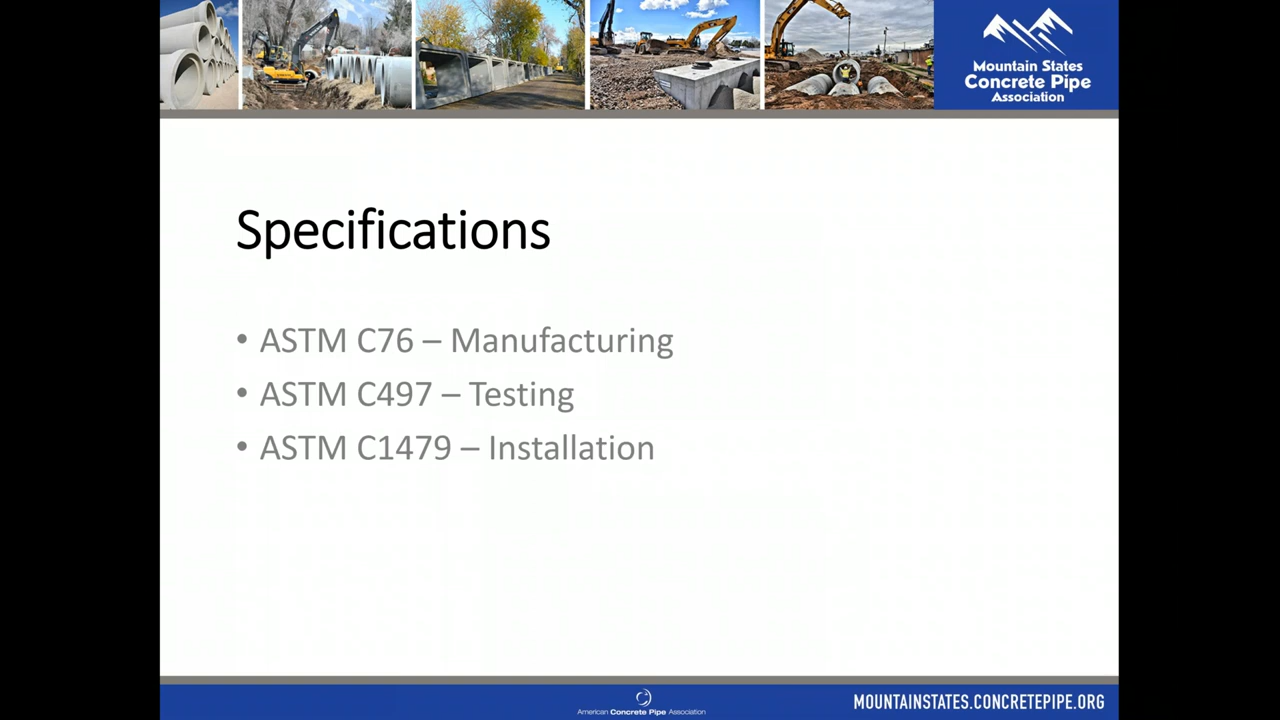 Mountain States
Concrete Pipe
Association
Specifications
• ASTM C76 – Manufacturing
• ASTM C497 – Testing
• ASTM C1479 – Installation
American Concrete Pipe Association
MOUNTAINSTATES.CONCRETEPIPE.ORG